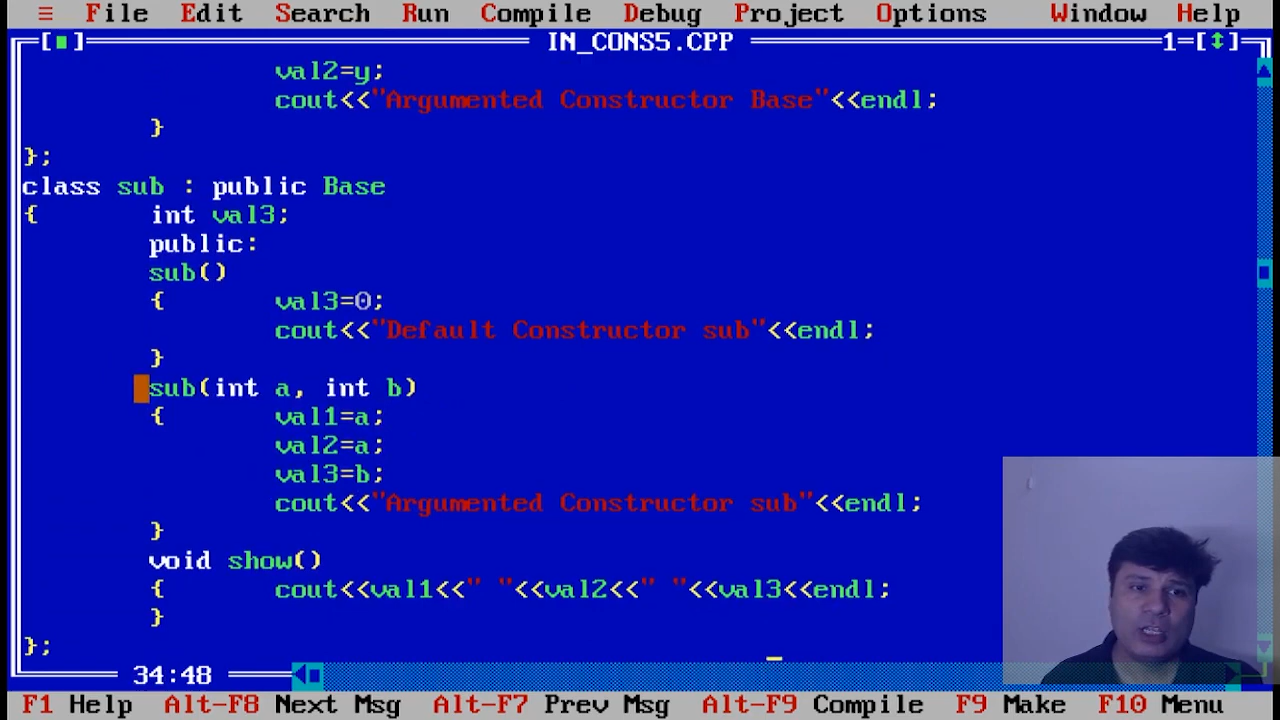 ≡ File Edit Search Run Compile Debug Project Options Window Help
[■] IN_CONS5.CPP 1=[↕]
val2=y;
cout<<"Argumented Constructor Base"<<endl;
}
};
class sub : public Base
{ int val3;
public:
sub()
{ val3=0;
cout<<"Default Constructor sub"<<endl;
}
sub(int a, int b)
{ val1=a;
val2=a;
val3=b;
cout<<"Argumented Constructor sub"<<endl;
}
void show()
{ cout<<val1<<" "<<val2<<" "<<val3<<endl;
}
};
34:48
F1 Help Alt-F8 Next Msg Alt-F7 Prev Msg Alt-F9 Compile F9 Make F10 Menu